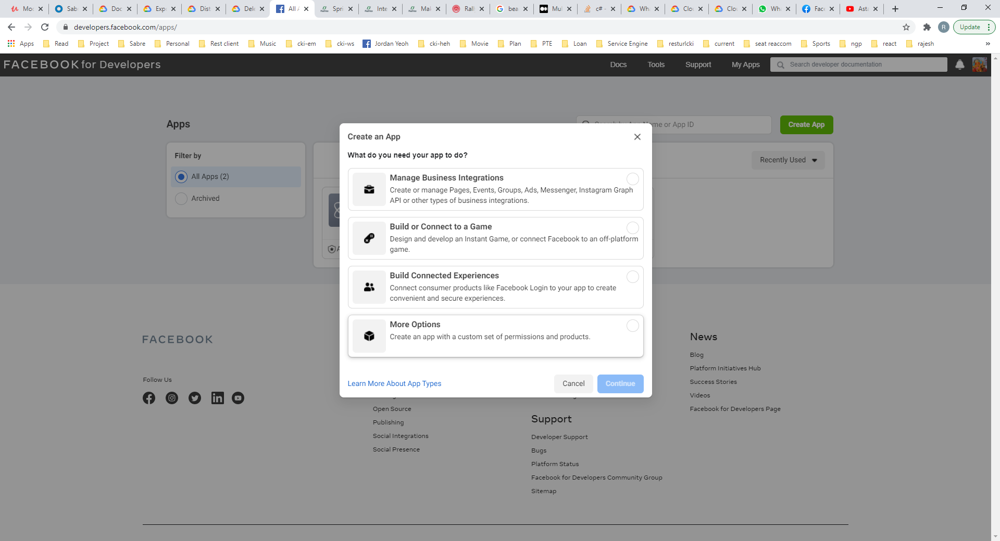 Moc
Sab
Doc
Exp
Dist
Dele
All A
Spri
Inte
Mak
Rall
bea
Mul
c# -
Wha
Clou
Clou
Wha
Face
Asta
developers.facebook.com/apps/
R
Update
Apps
Read
Project
Sabre
Personal
Rest client
Music
cki-em
cki-ws
Jordan Yeoh
cki-heh
Movie
Plan
PTE
Loan
Service Engine
resturlcki
current
seat reaccom
Sports
ngp
react
rajesh
»
FACEBOOK for Developers
Docs
Tools
Support
My Apps
Search developer documentation
Apps
Search by App Name or App ID
Create App
Filter by
All Apps (2)
Archived
Recently Used
Create an App
What do you need your app to do?
Manage Business Integrations
Create or manage Pages, Events, Groups, Ads, Messenger, Instagram Graph
API or other types of business integrations.
Build or Connect to a Game
Design and develop an Instant Game, or connect Facebook to an off-platform
game.
Build Connected Experiences
Connect consumer products like Facebook Login to your app to create
convenient and secure experiences.
More Options
Create an app with a custom set of permissions and products.
Learn More About App Types
Cancel
Continue
FACEBOOK
Follow Us
Open Source
Publishing
Social Integrations
Social Presence
Support
Developer Support
Bugs
Platform Status
Facebook for Developers Community Group
Sitemap
News
Blog
Platform Initiatives Hub
Success Stories
Videos
Facebook for Developers Page